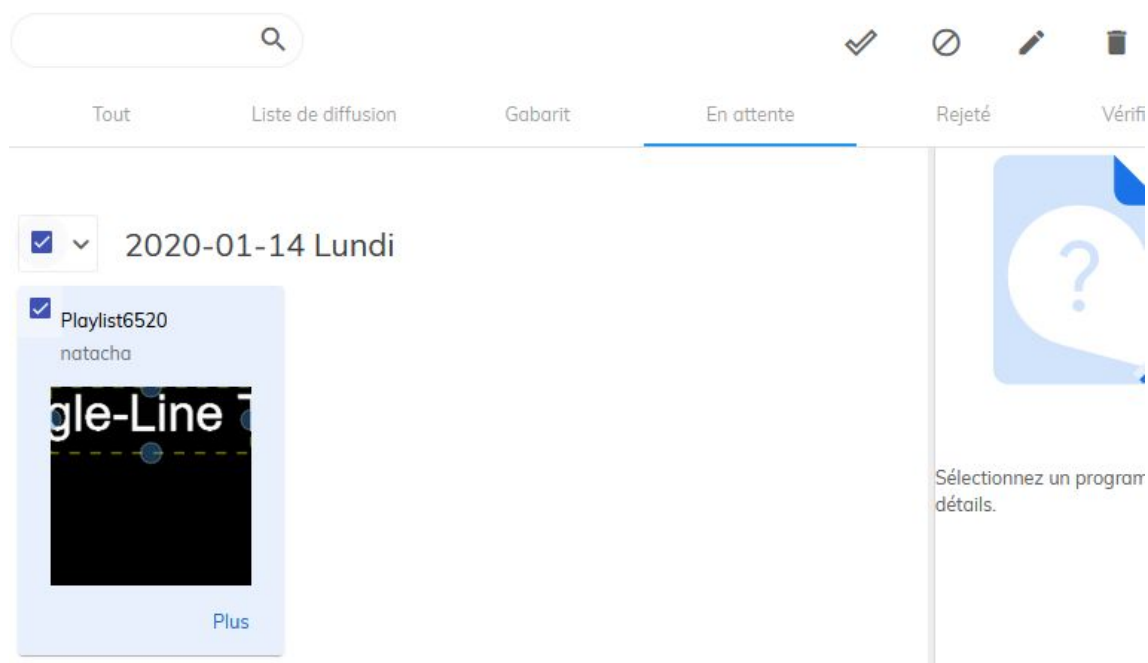 Tout Liste de diffusion Gabarit En attente Rejeté Vérifi
2020-01-14 Lundi
Playlist6520
natacha
gle-Line
Plus
Sélectionnez un program
détails.